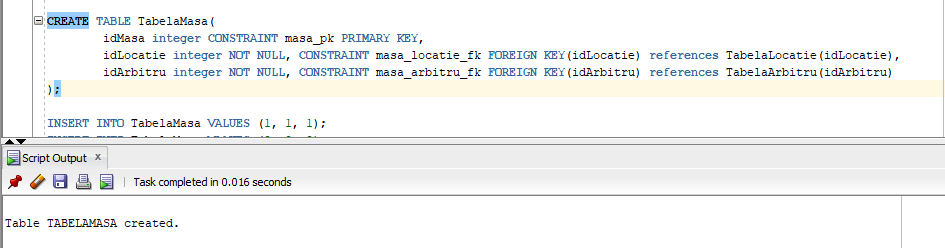 CREATE TABLE TabelaMasa(
idMasa integer CONSTRAINT masa_pk PRIMARY KEY,
idLocatie integer NOT NULL, CONSTRAINT masa_locatie_fk FOREIGN KEY(idLocatie) references TabelaLocatie(idLocatie),
idArbitru integer NOT NULL, CONSTRAINT masa_arbitru_fk FOREIGN KEY(idArbitru) references TabelaArbitru(idArbitru)
);
INSERT INTO TabelaMasa VALUES (1, 1, 1);
Script Output x
Task completed in 0.016 seconds
Table TABELAMASA created.